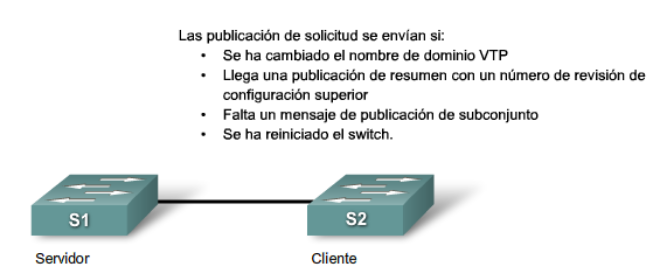 Las publicación de solicitud se envían si:
• Se ha cambiado el nombre de dominio VTP
• Llega una publicación de resumen con un número de revisión de
configuración superior
• Falta un mensaje de publicación de subconjunto
• Se ha reiniciado el switch.
S1
S2
Servidor
Cliente